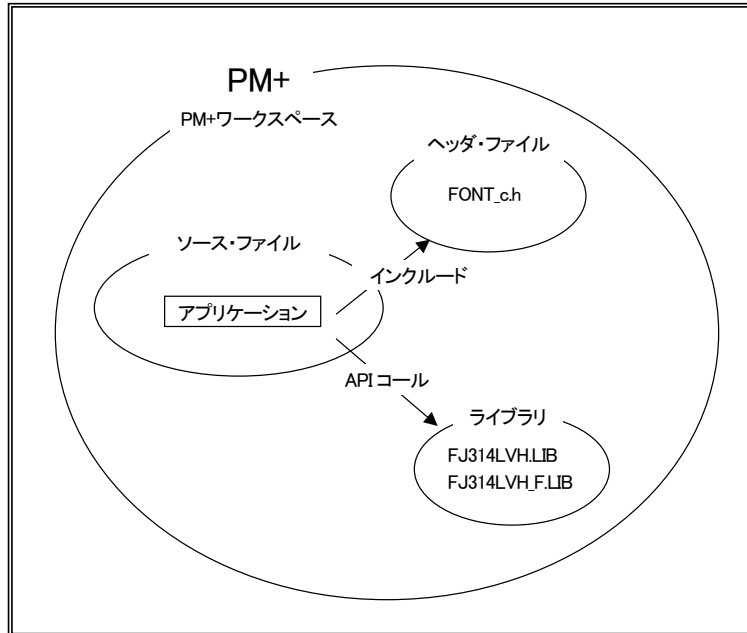 PM+
PM+ワークスペース
ヘッダ・ファイル
FONT_c.h
ソース・ファイル
インクルード
アプリケーション
API コール
ライブラリ
FJ314LVH.LIB
FJ314LVH_F.LIB